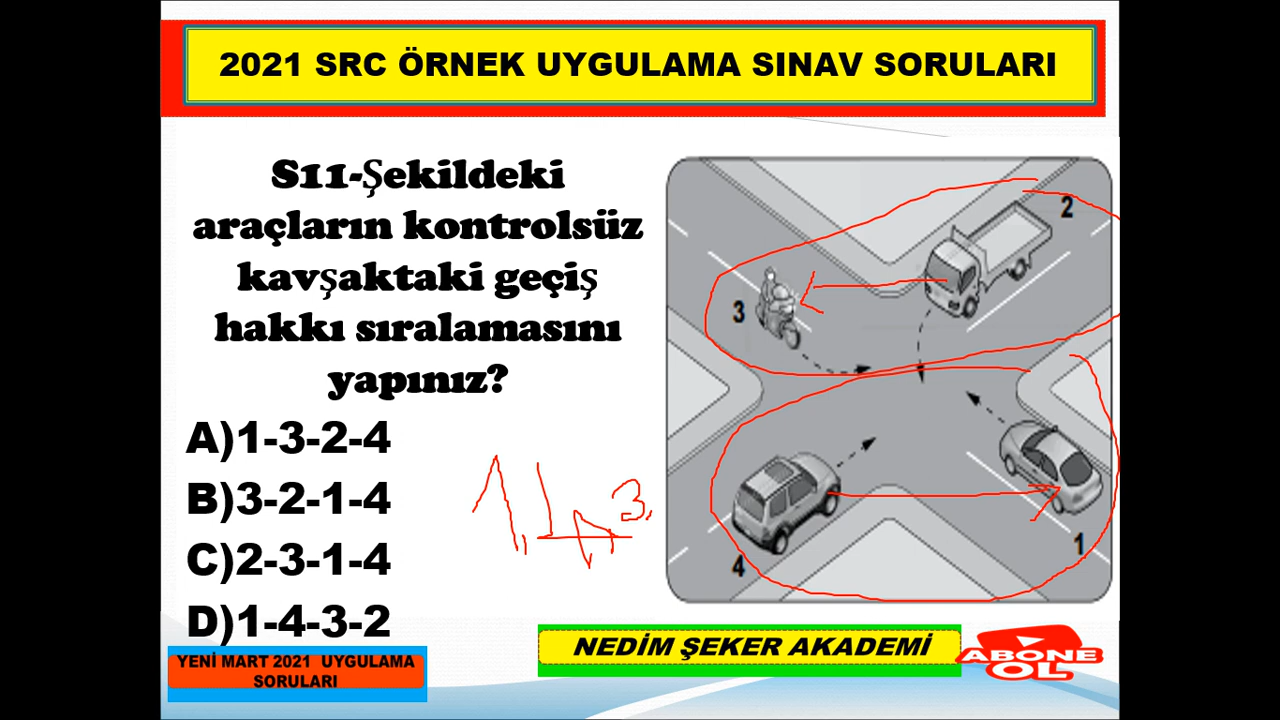 2021 SRC ÖRNEK UYGULAMA SINAV SORULARI
S11-Şekildeki
araçların kontrolsüz
kavşaktaki geçiş
hakkı sıralamasını
yapınız?
A)1-3-2-4
B)3-2-1-4
C)2-3-1-4
D)1-4-3-2
2
3
1
4
1, 4, 3,
YENİ MART 2021 UYGULAMA
SORULARI
NEDİM ŞEKER AKADEMİ
ABONE
OL